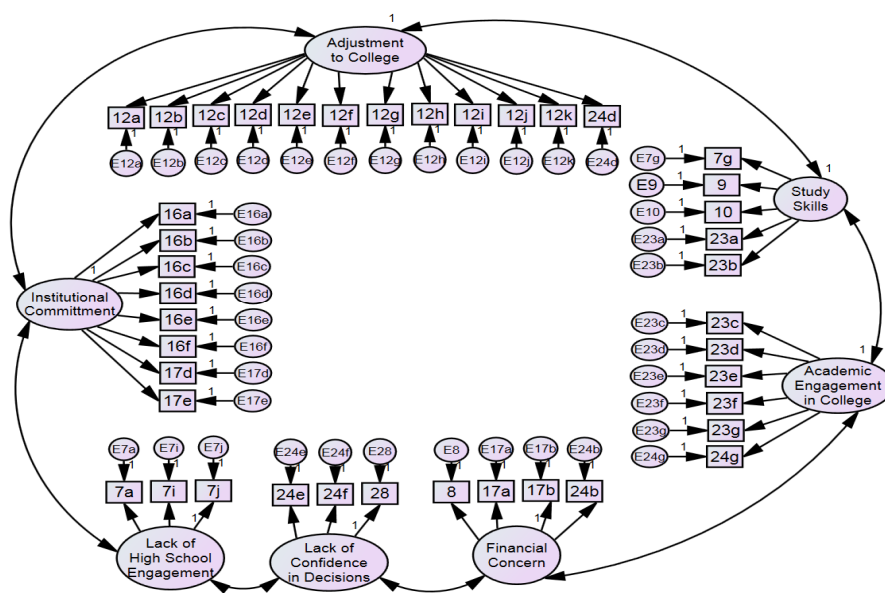 1
Adjustment
to College
12a 12b 12c 12d 12e 12f 12g 12h 12i 12j 12k 24d
1 1 1 1 1 1 1 1 1 1 1 1
E12a E12b E12c E12d E12e E12f E12g E12h E12i E12j E12k E24d
E7g 1 7g
E9 1 9
E10 1 10
E23a 1 23a
E23b 1 23b
1
Study
Skills
16a 1 E16a
16b 1 E16b
16c 1 E16c
16d 1 E16d
16e 1 E16e
16f 1 E16f
17d 1 E17d
17e 1 E17e
1
Institutional
Committment
E23c 1 23c
E23d 1 23d
E23e 1 23e
E23f 1 23f
E23g 1 23g
E24g 1 24g
1
Academic
Engagement
in College
E7a E7i E7j
1 1 1
7a 7i 7j
1
Lack of
High School
Engagement
E24e E24f E28
1 1 1
24e 24f 28
1
Lack of
Confidence
in Decisions
E8 E17a E17b E24b
1 1 1 1
8 17a 17b 24b
1
Financial
Concern